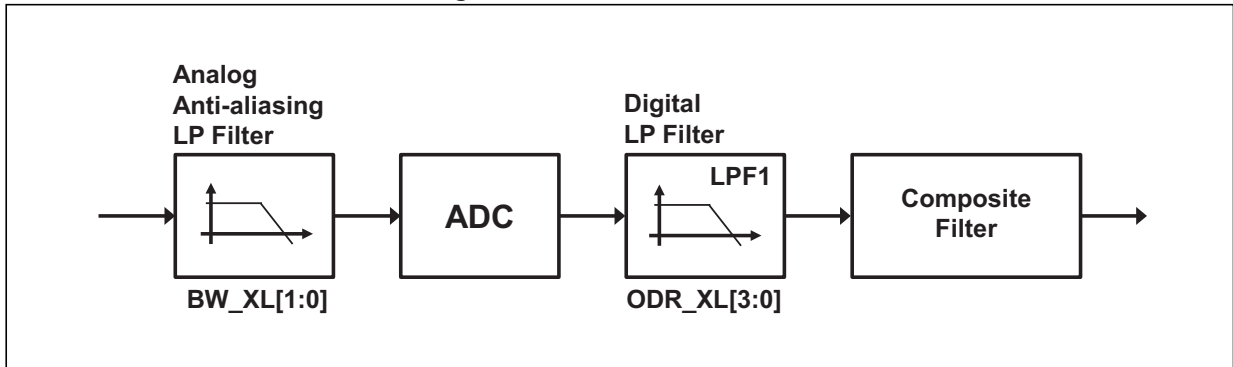 Analog
Anti-aliasing
LP Filter
BW_XL[1:0]
ADC
Digital
LP Filter
LPF1
ODR_XL[3:0]
Composite
Filter